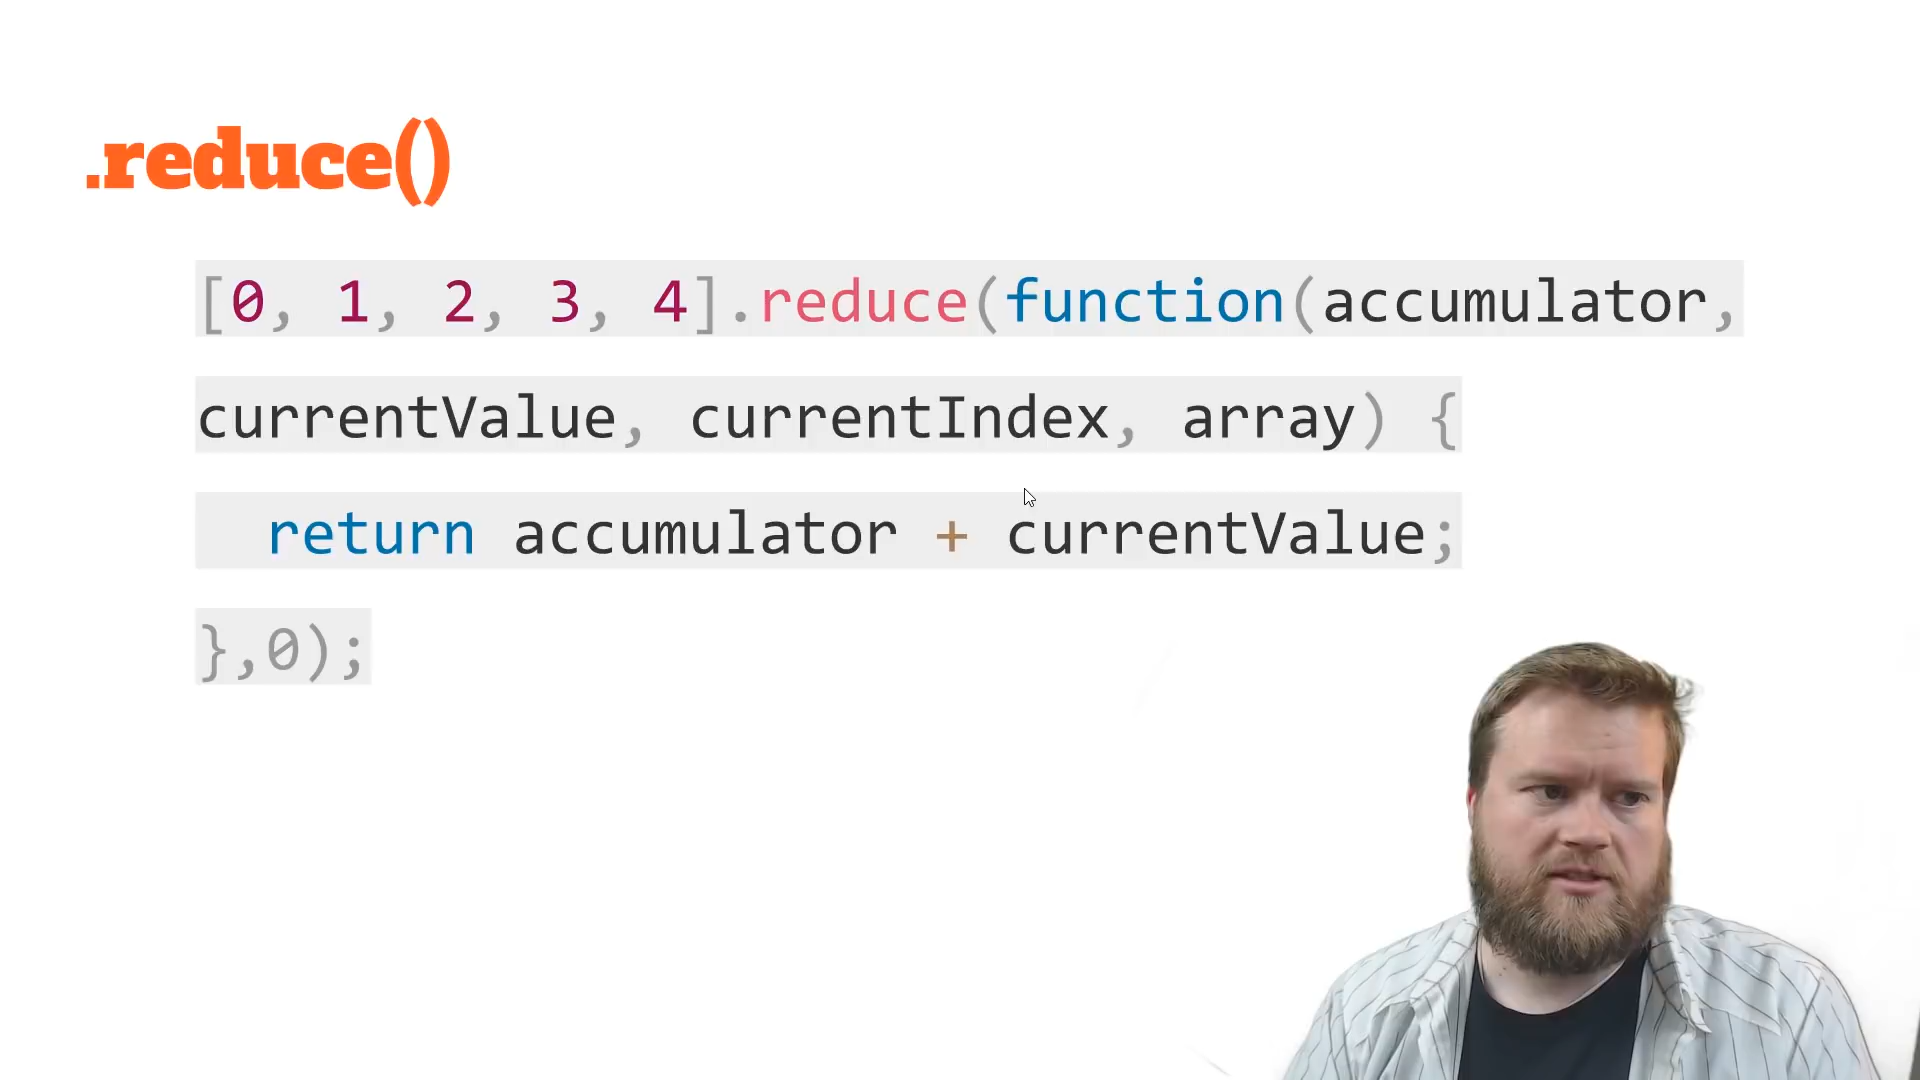 .reduce()
[0, 1, 2, 3, 4].reduce(function(accumulator,
currentValue, currentIndex, array) {
  return accumulator + currentValue;
},0);